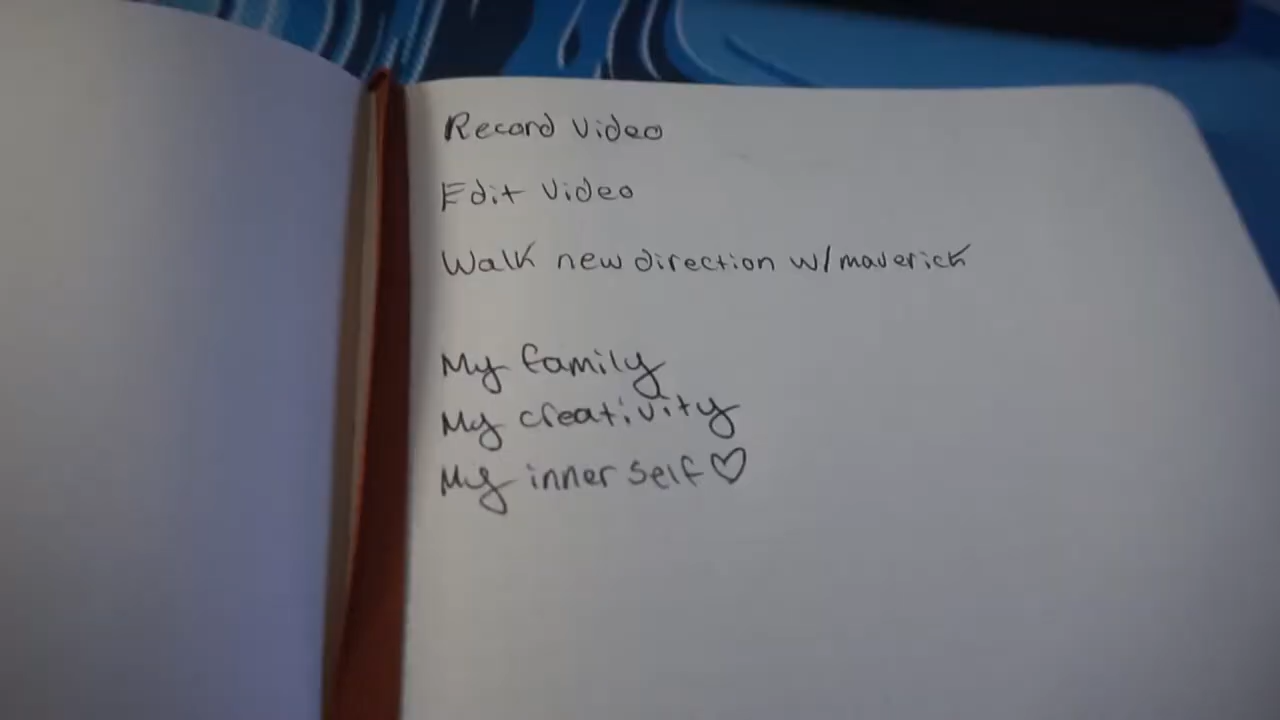 Record Video
Edit Video
Walk new direction w/maverick
My family
My creativity
My inner self♡